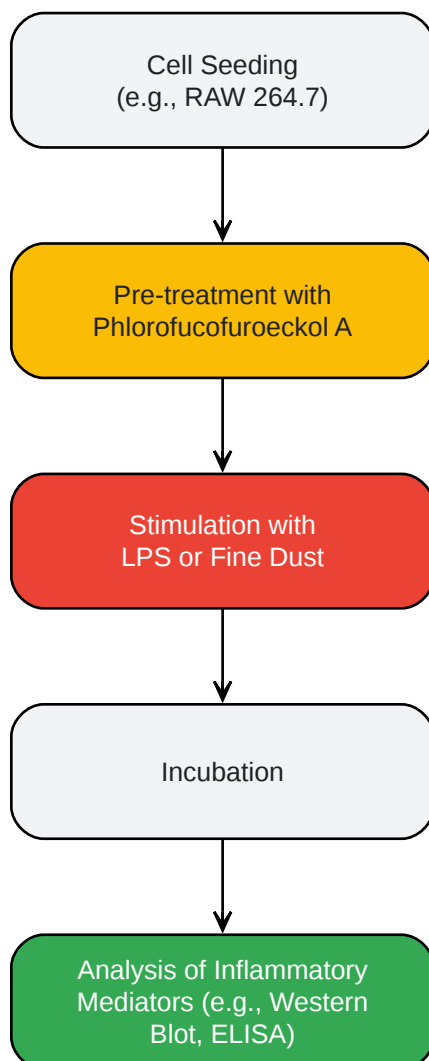 Cell Seeding
(e.g., RAW 264.7)
Pre-treatment with
Phlorofucofuroeckol A
Stimulation with
LPS or Fine Dust
Incubation
Analysis of Inflammatory
Mediators (e.g., Western
Blot, ELISA)